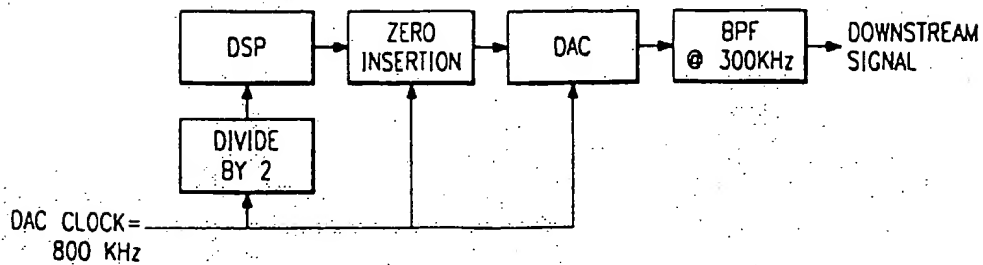 DSP
ZERO
INSERTION
DAC
BPF
@ 300KHz
DOWNSTREAM
SIGNAL
DIVIDE
BY 2
DAC CLOCK=
800 KHz